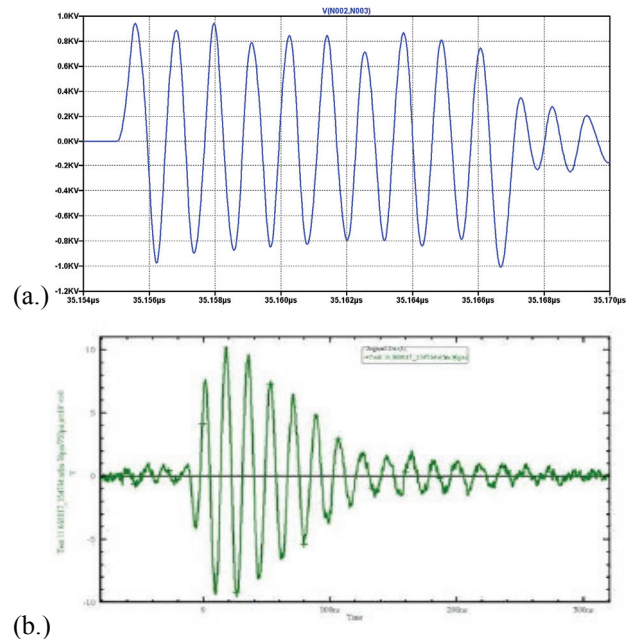 V(N002,N003)
1.0KV
0.8KV
0.6KV
0.4KV
0.2KV
0.0KV
-0.2KV
-0.4KV
-0.6KV
-0.8KV
-1.0KV
-1.2KV
35.154µs 35.156µs 35.158µs 35.160µs 35.162µs 35.164µs 35.166µs 35.168µs 35.170µs
(a.)
10
5
0
-5
-10
V
0 100ns 200ns 300ns
Time
(b.)